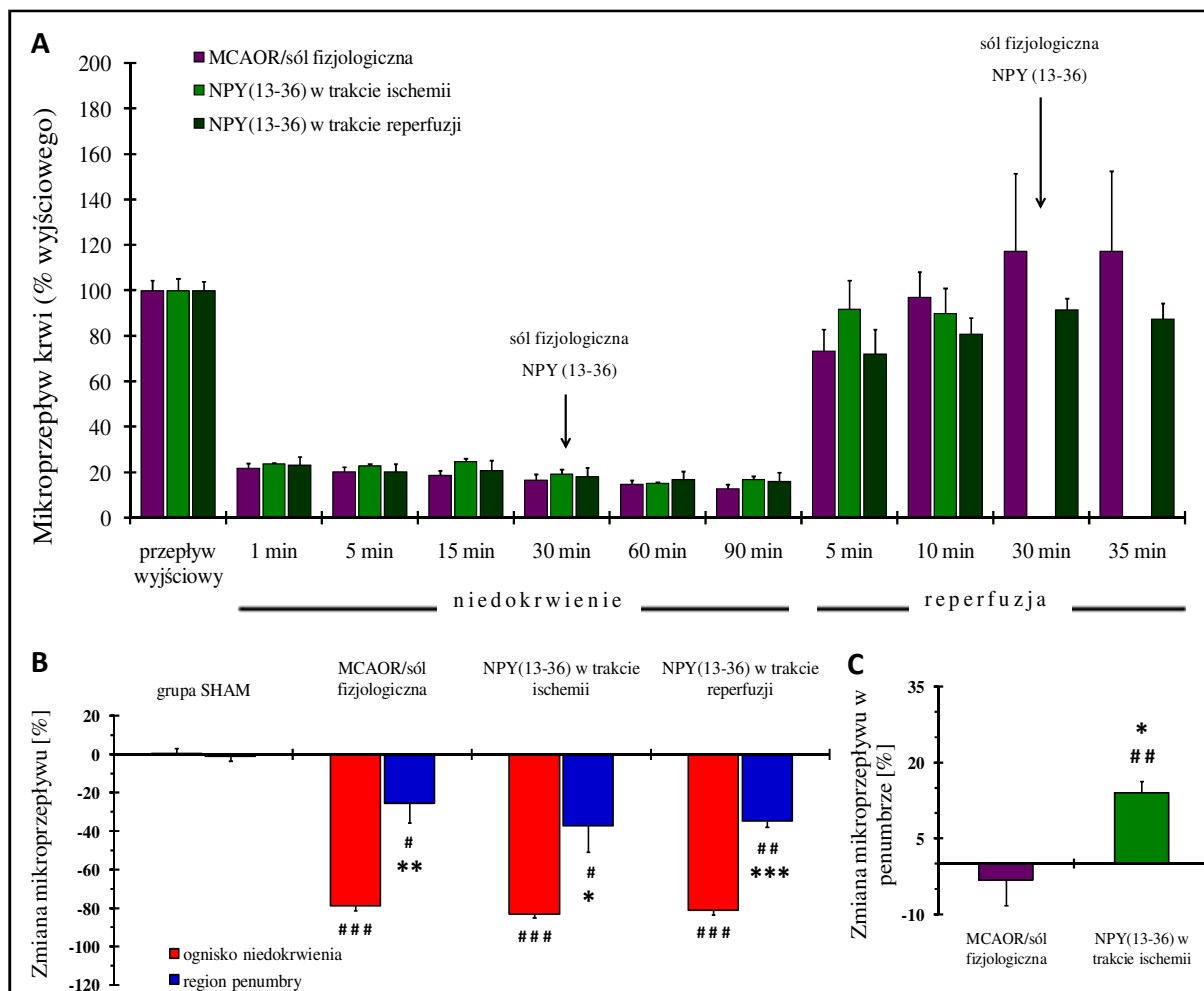 A
MCAOR/sól fizjologiczna
NPY(13-36) w trakcie ischemii
NPY(13-36) w trakcie reperfuzji
sól fizjologiczna
NPY (13-36)
Mikroprzepływ krwi (% wyjściowego)
200
180
160
140
120
100
80
60
40
20
0
sól fizjologiczna
NPY (13-36)
przepływ
wyjściowy
1 min
5 min
15 min
30 min
60 min
90 min
5 min
10 min
30 min
35 min
niedokrwienie
reperfuzja
B
grupa SHAM
MCAOR/sól
fizjologiczna
NPY(13-36) w trakcie
ischemii
NPY(13-36) w trakcie
reperfuzji
Zmiana mikroprzepływu [%]
20
0
-20
-40
-60
-80
-100
-120
###
#
**
###
#
*
###
##
***
ognisko niedokrwienia
region penumbry
C
Zmiana mikroprzepływu w
penumbrze [%]
35
20
5
-10
*
##
MCAOR/sól
fizjologiczna
NPY(13-36) w
trakcie ischemii